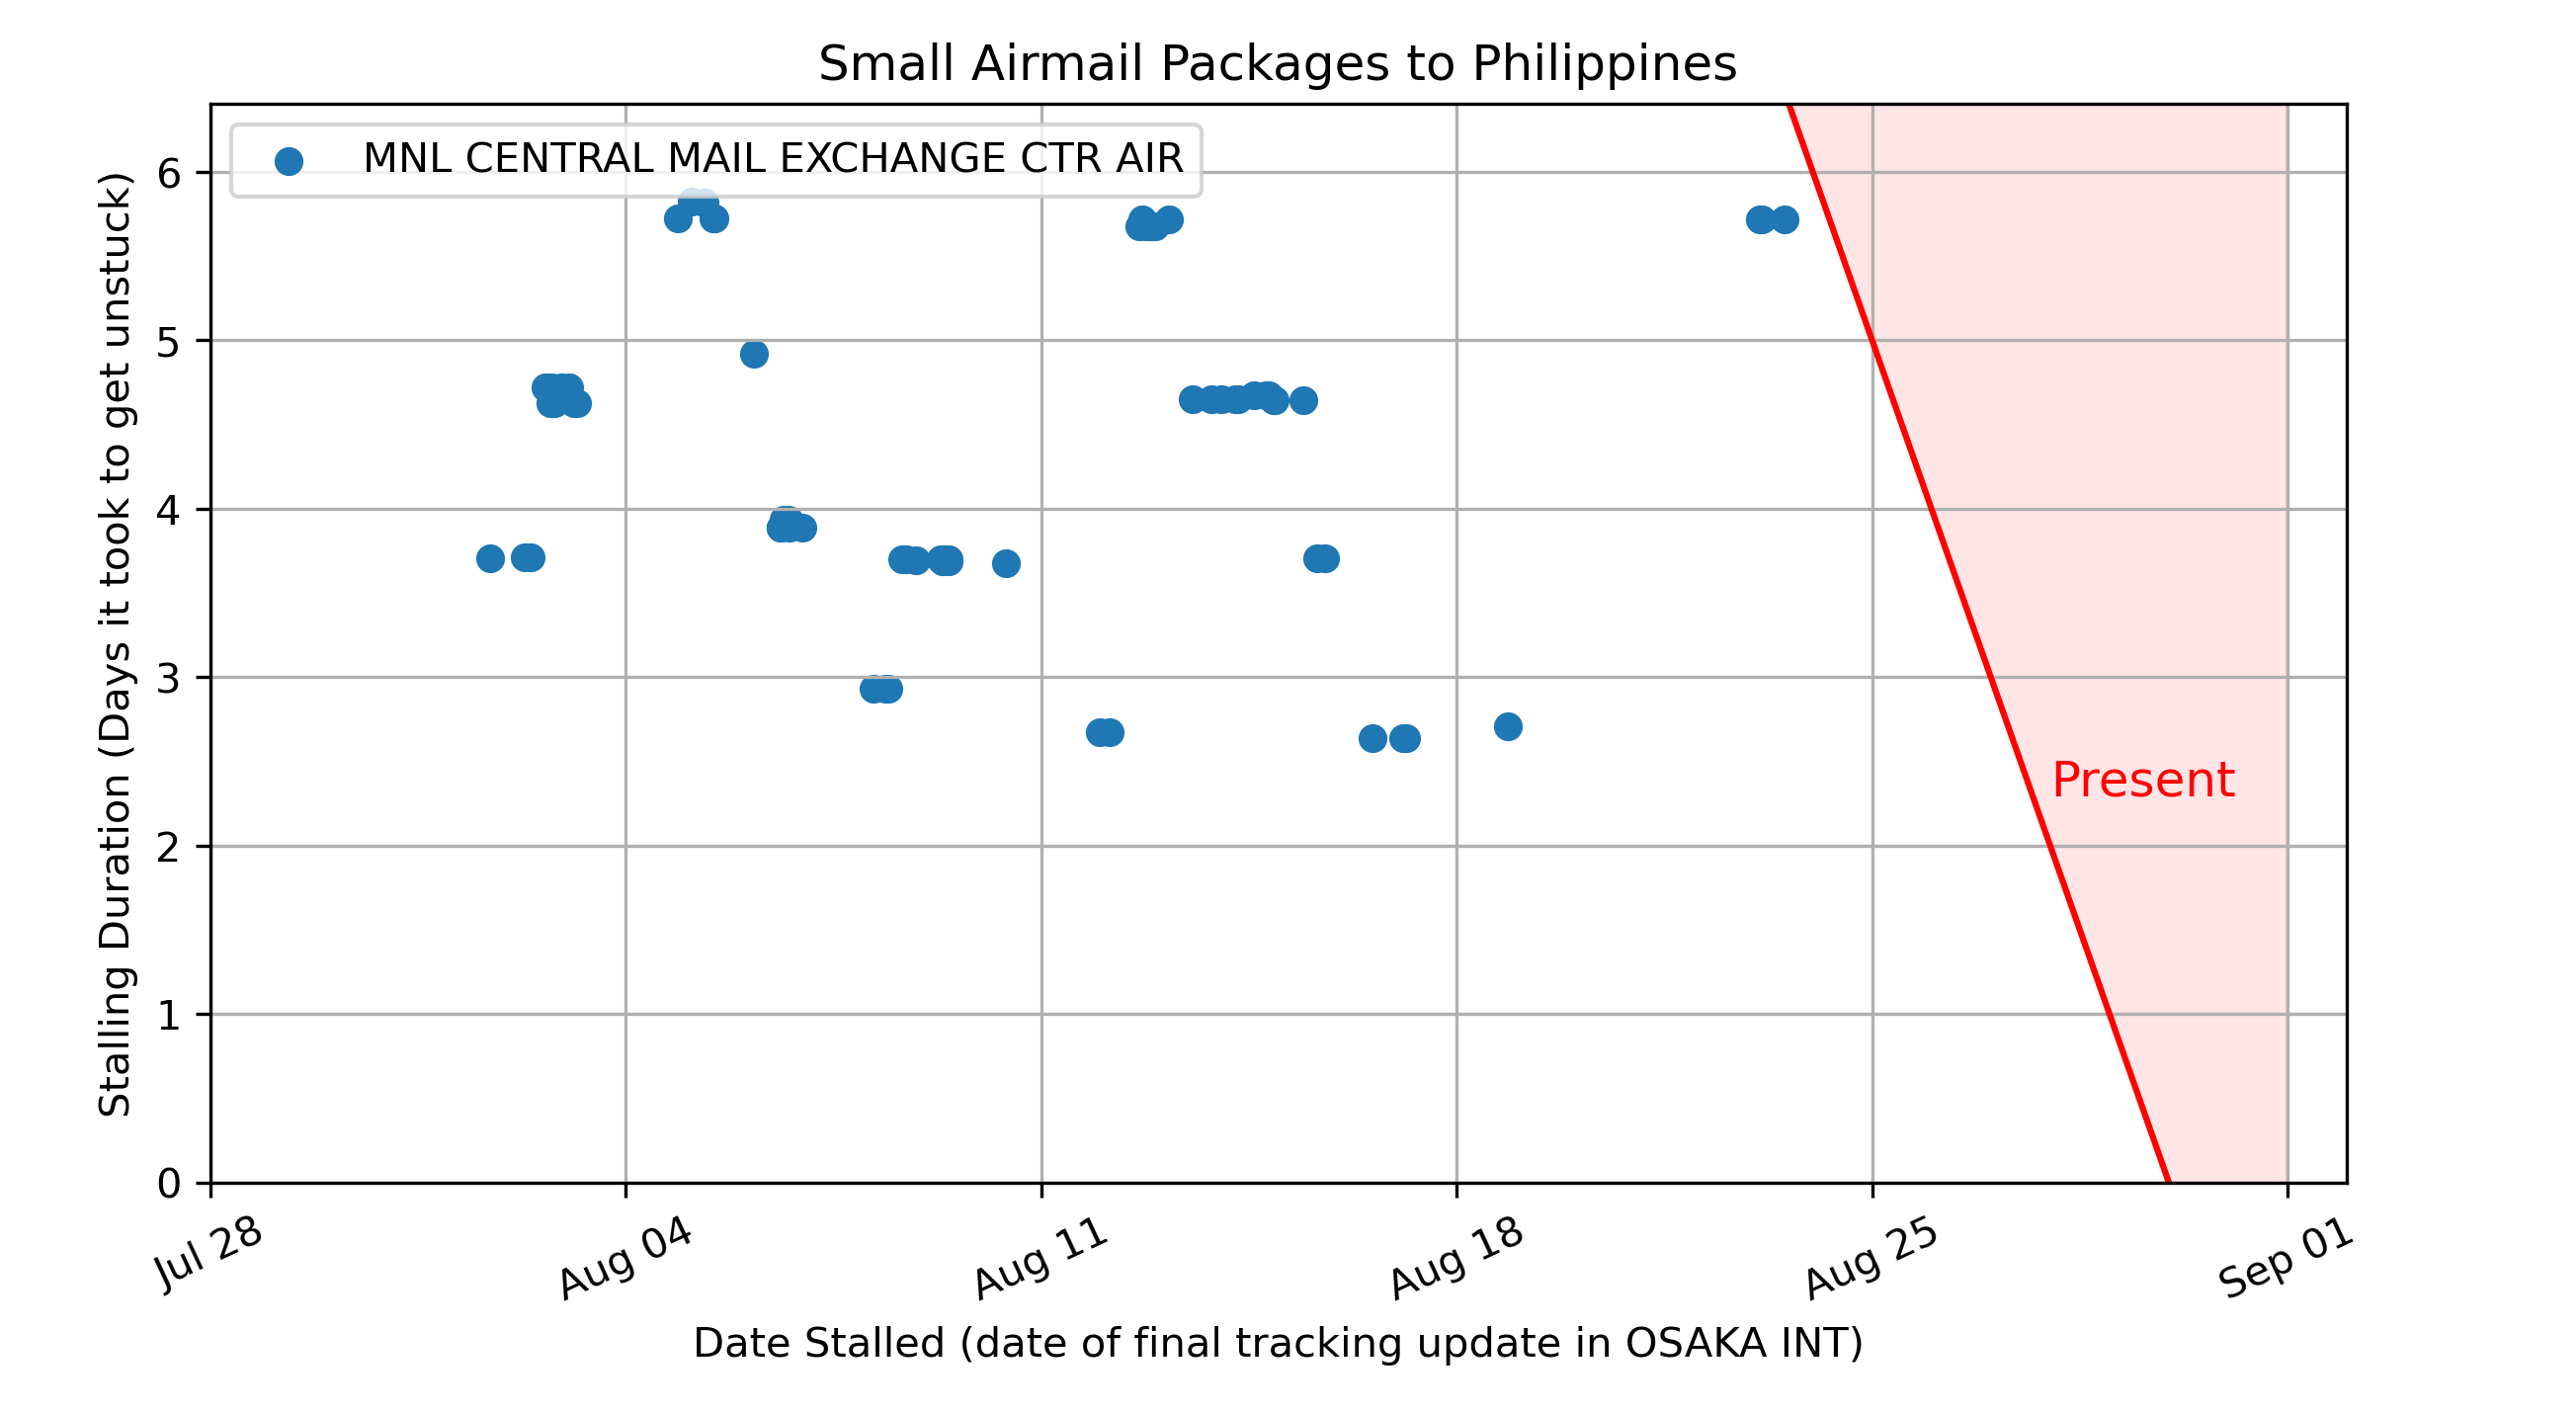 Small Airmail Packages to Philippines
MNL CENTRAL MAIL EXCHANGE CTR AIR
Stalling Duration (Days it took to get unstuck)
6
5
4
3
2
1
0
Present
Jul 28
Aug 04
Aug 11
Aug 18
Aug 25
Sep 01
Date Stalled (date of final tracking update in OSAKA INT)